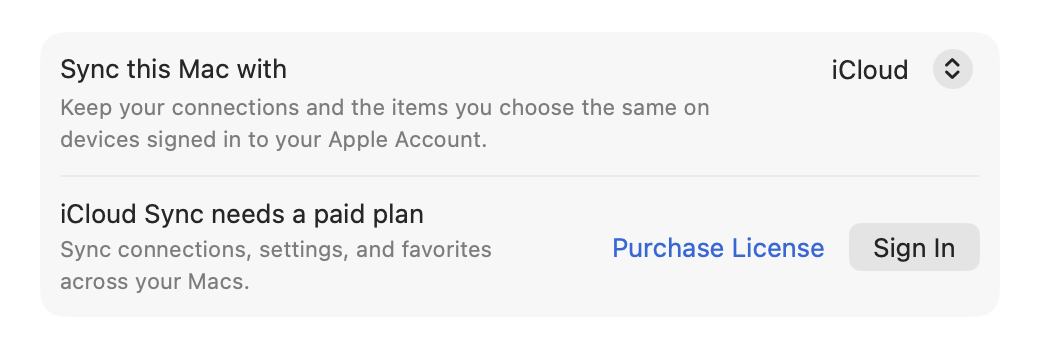 Sync this Mac with
iCloud
Keep your connections and the items you choose the same on
devices signed in to your Apple Account.
iCloud Sync needs a paid plan
Sync connections, settings, and favorites
across your Macs.
Purchase License
Sign In